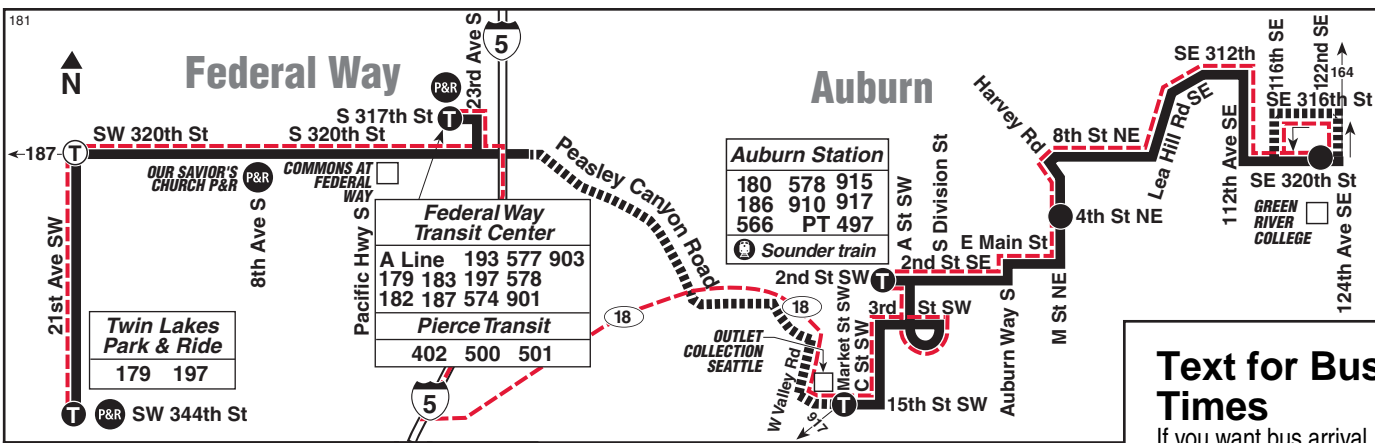 181
N
Federal Way
Auburn
5
23rd Ave S
P&R
S 317th St
T
SW 320th St
S 320th St
187
T
OUR SAVIOR'S
CHURCH P&R
P&R
COMMONS AT
FEDERAL
WAY
8th Ave S
Pacific Hwy S
21st Ave SW
Twin Lakes
Park & Ride
179 197
T
P&R
SW 344th St
Federal Way
Transit Center
A Line 193 577 903
179 183 197 578
182 187 574 901
Pierce Transit
402 500 501
5
Peasley Canyon Road
18
18
OUTLET
COLLECTION
SEATTLE
W Valley Rd
917
Market St SW
C St SW
T
15th St SW
Auburn Station
180 578 915
186 910 917
566 PT 497
Sounder train
A St SW
S Division St
2nd St SW
T
2nd St SE
E Main St
3rd St SW
Auburn Way S
M St NE
4th St NE
Harvey Rd
8th St NE
Lea Hill Rd SE
SE 312th
112th Ave SE
116th SE
122nd SE
164
SE 316th St
SE 320th St
GREEN
RIVER
COLLEGE
124th Ave SE
Text for Bus
Times
If you want bus arrival